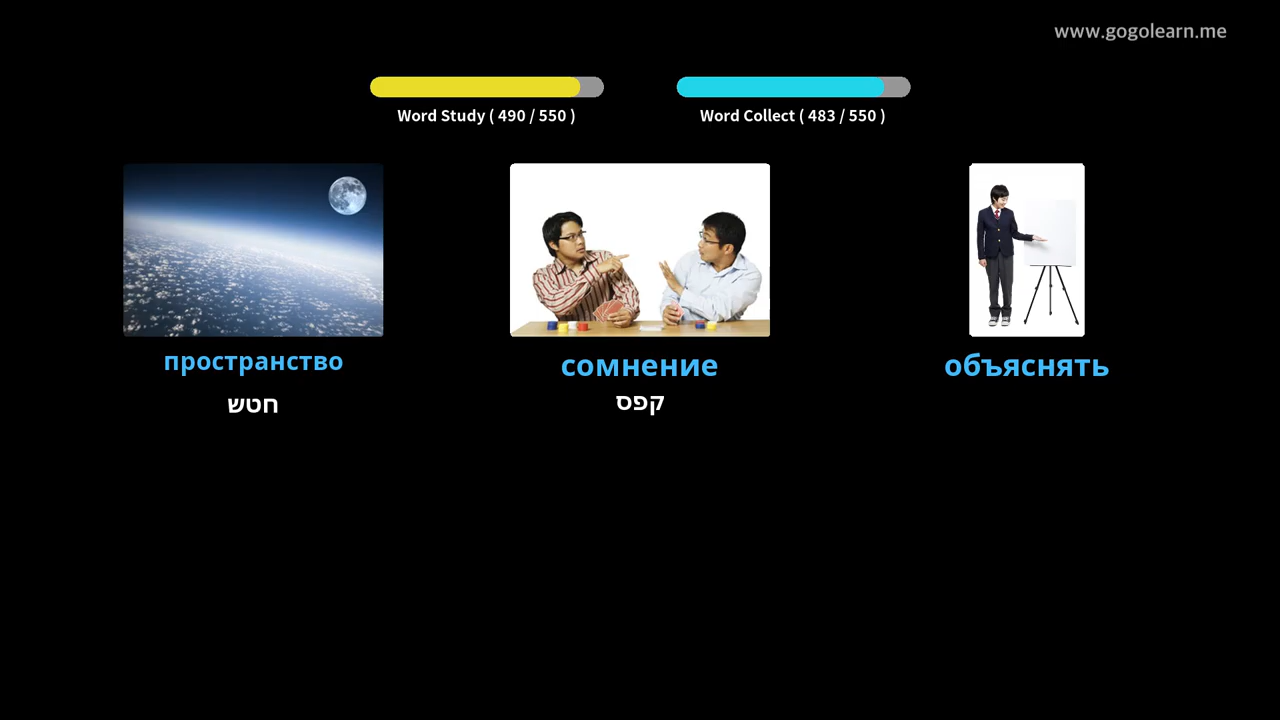 www.gogolearn.me
Word Study ( 490 / 550 )
Word Collect ( 483 / 550 )
пространство
сомнение
объяснять
חטש
קפס